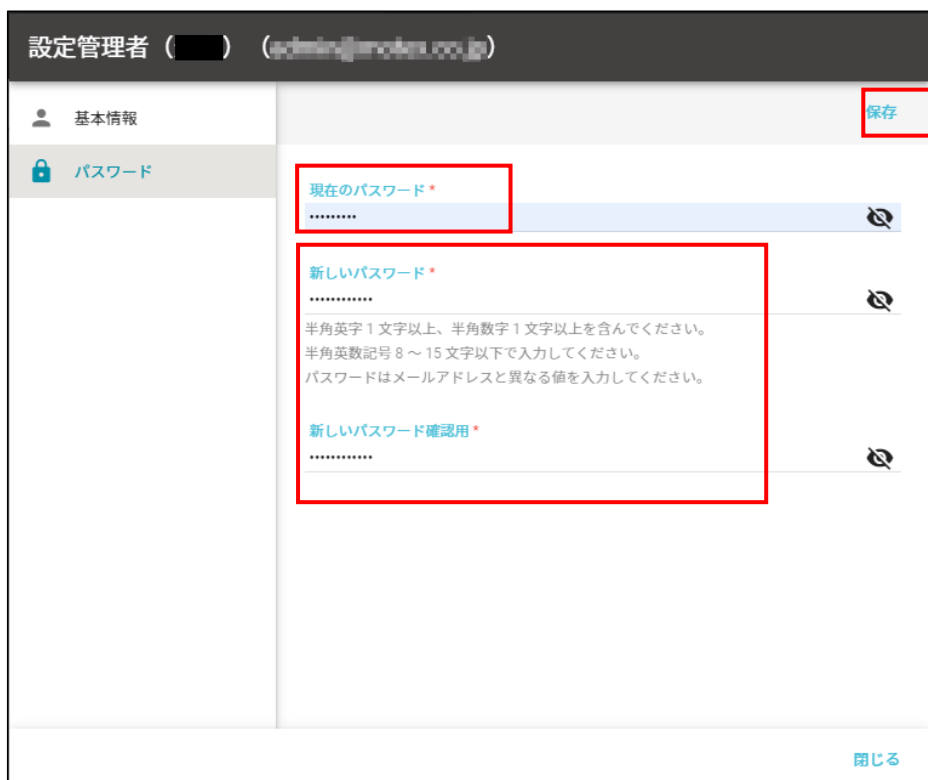 設定管理者（ ）（ ）
基本情報
保存
パスワード
現在のパスワード *
•••••••••
新しいパスワード *
••••••••••••
半角英字１文字以上、半角数字１文字以上を含んでください。
半角英数記号８～15文字以下で入力してください。
パスワードはメールアドレスと異なる値を入力してください。
新しいパスワード確認用 *
••••••••••••
閉じる